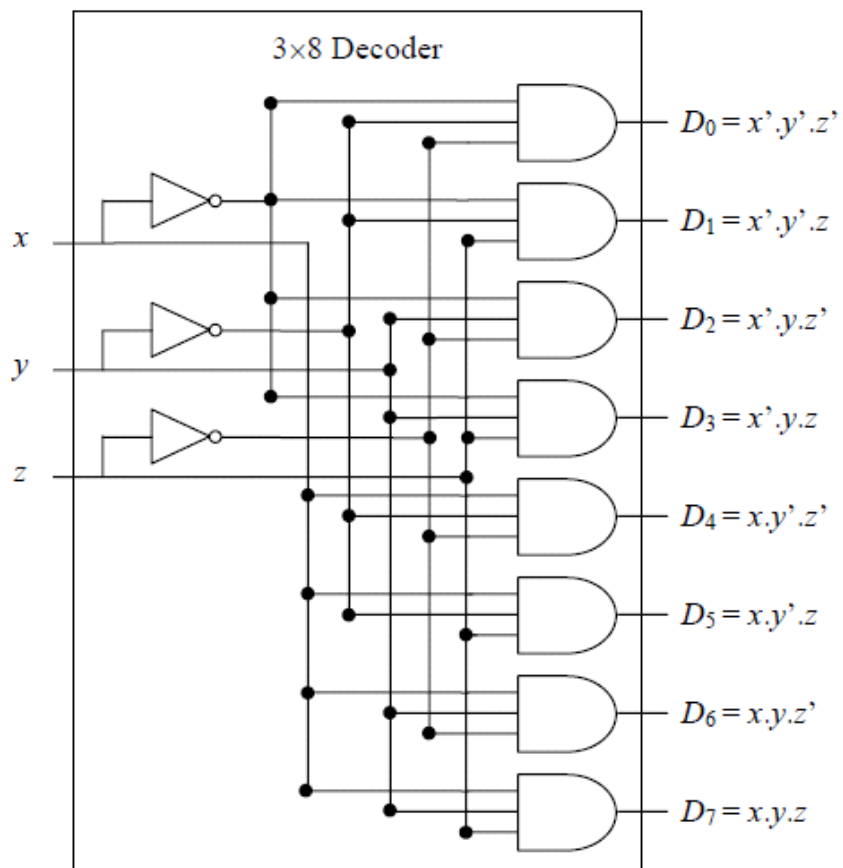 3×8 Decoder
D₀ = x’.y’.z’
D₁ = x’.y’.z
x
D₂ = x’.y.z’
y
D₃ = x’.y.z
z
D₄ = x.y’.z’
D₅ = x.y’.z
D₆ = x.y.z’
D₇ = x.y.z